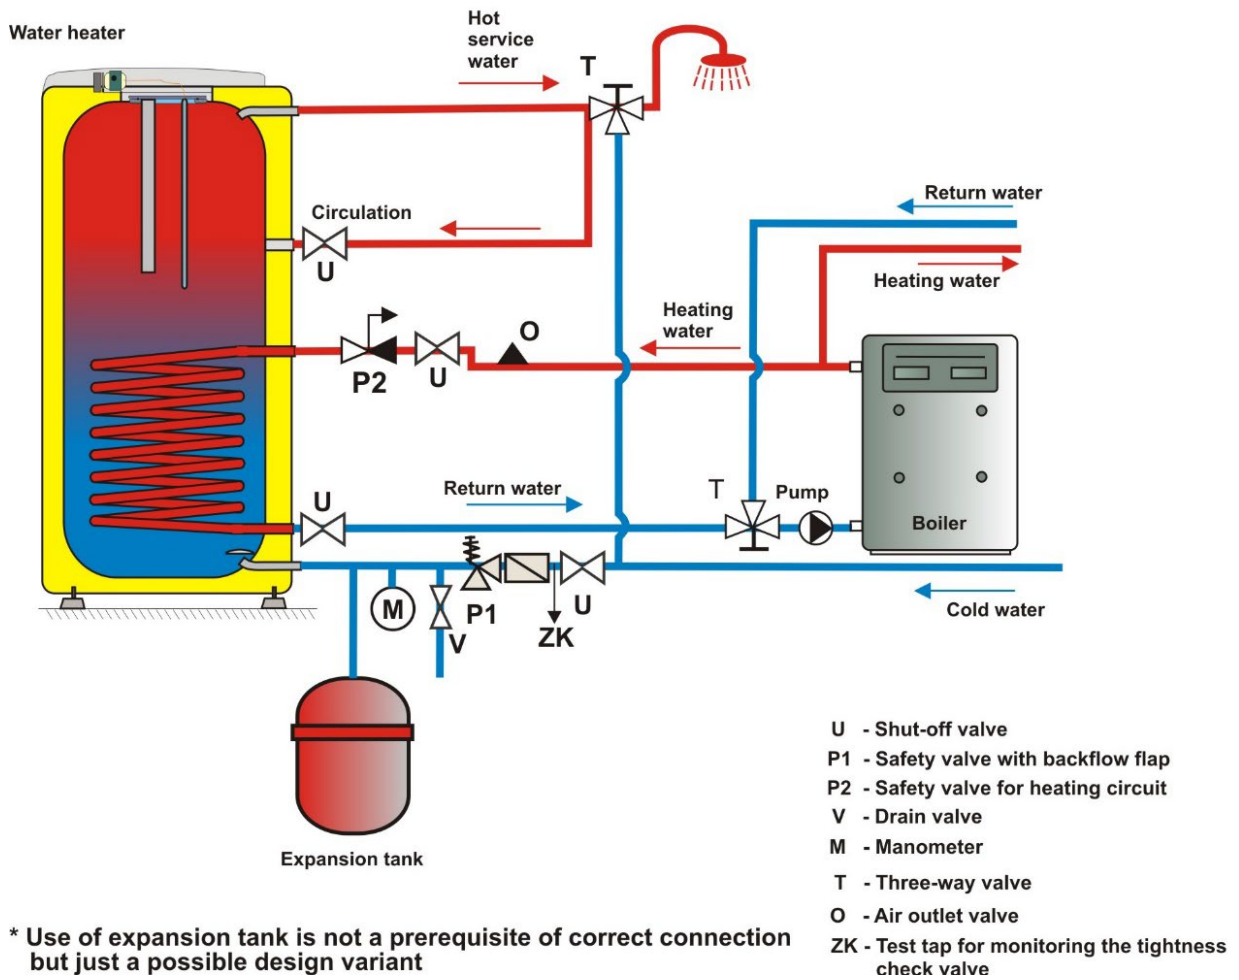 Water heater
Hot
service
water
T
Return water
Circulation
U
Heating water
Heating
water
O
P2
U
U
Return water
T
Pump
Boiler
M
V
P1
ZK
U
Cold water
Expansion tank
U - Shut-off valve
P1 - Safety valve with backflow flap
P2 - Safety valve for heating circuit
V - Drain valve
M - Manometer
T - Three-way valve
O - Air outlet valve
ZK - Test tap for monitoring the tightness
check valve
* Use of expansion tank is not a prerequisite of correct connection
but just a possible design variant